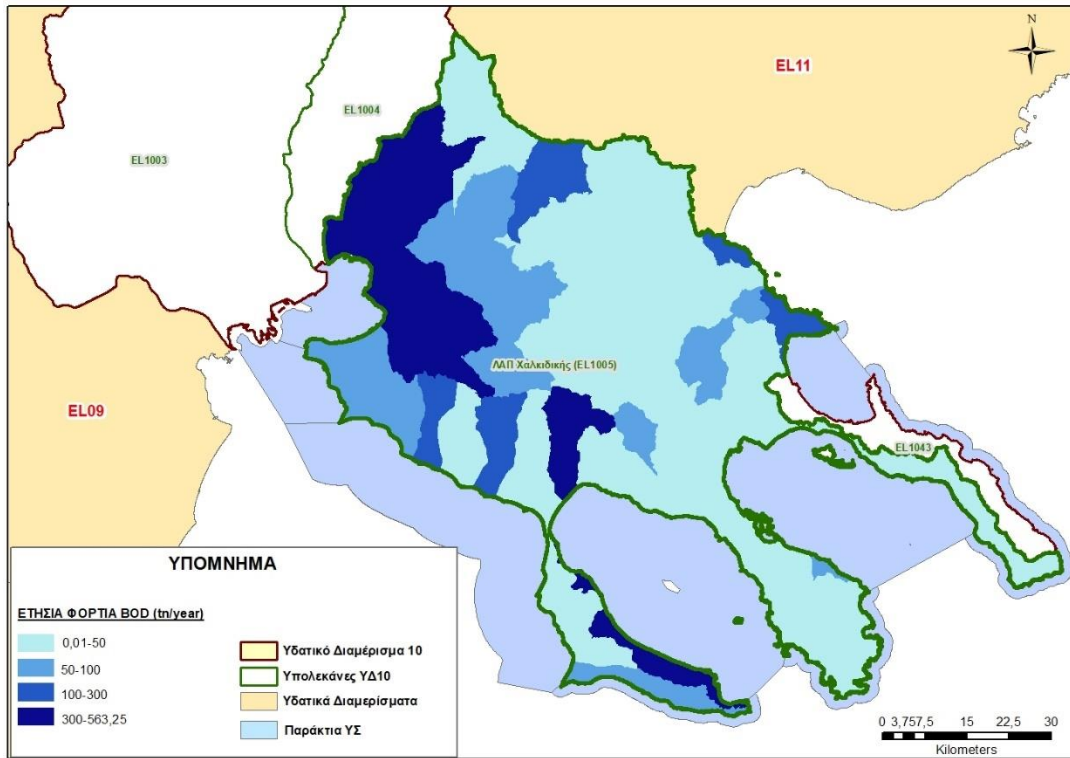 N
EL11
EL1004
EL1003
ΛΑΠ Χαλκιδικής (EL1005)
EL09
EL1043
ΥΠΟΜΝΗΜΑ
ΕΤΗΣΙΑ ΦΟΡΤΙΑ BOD (tn/year)
0,01-50
50-100
100-300
300-563,25
Υδατικό Διαμέρισμα 10
Υπολεκάνες ΥΔ10
Υδατικά Διαμερίσματα
Παράκτια ΥΣ
0 3,757,5 15 22,5 30
Kilometers